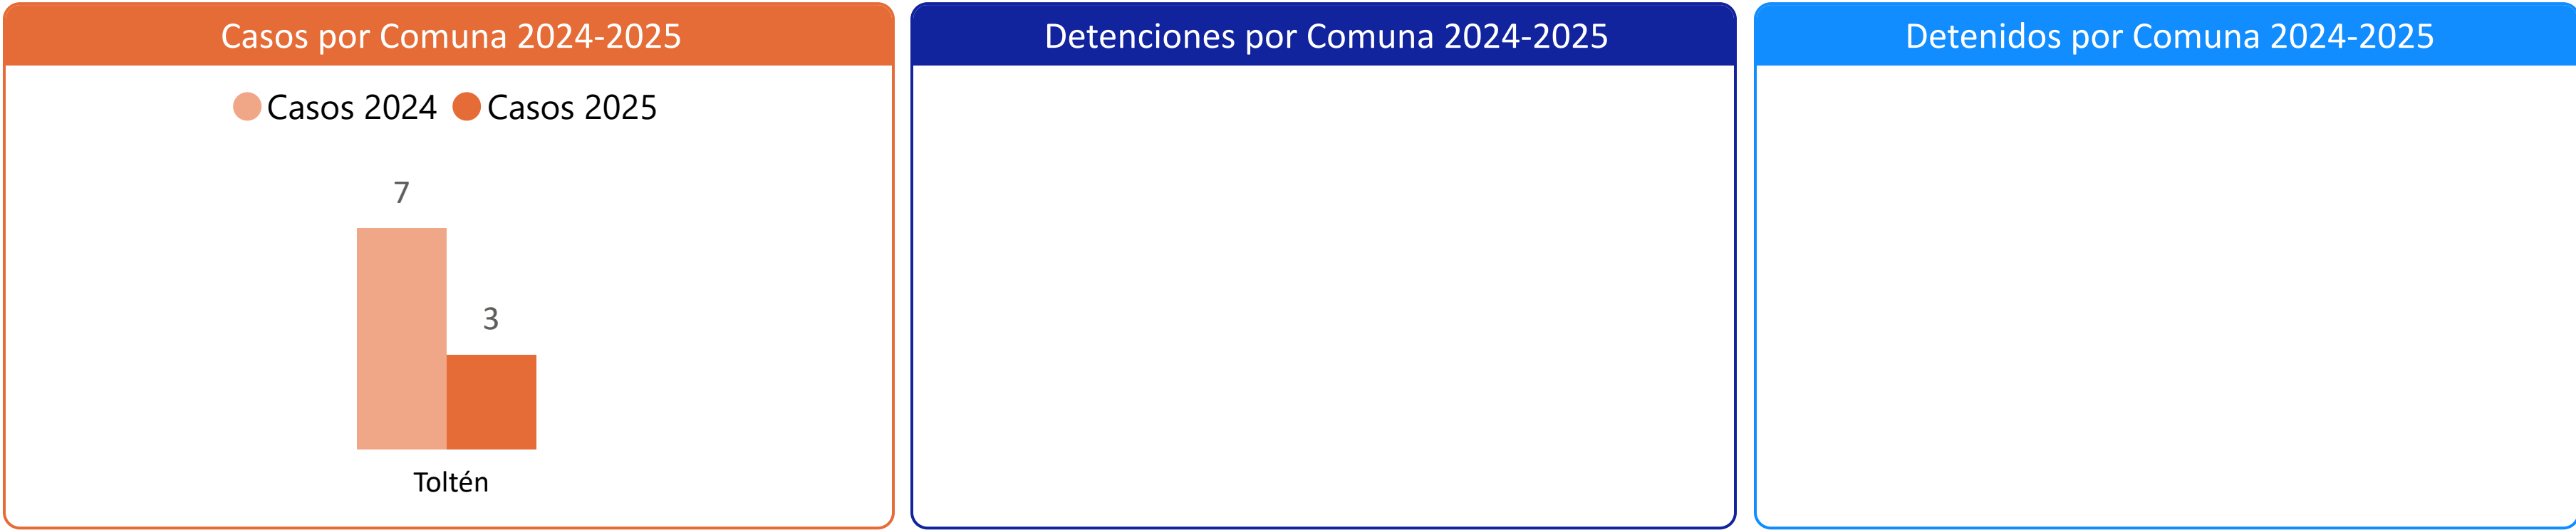 Casos por Comuna 2024-2025
Casos 2024 Casos 2025
7
3
Toltén
Detenciones por Comuna 2024-2025
Detenidos por Comuna 2024-2025